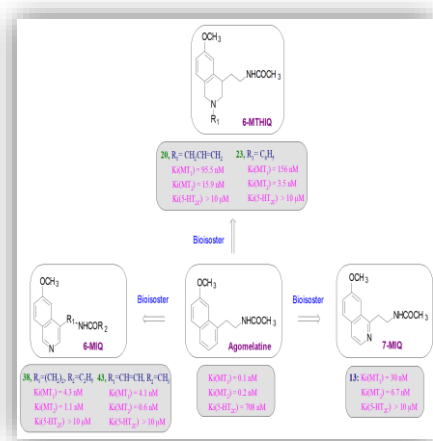 OCH₃
NHCOCH₃
N
R₁
6-MTHIQ
20, R₁= CH₂CH=CH₂ 23, R₁= C₆H₅
Ki(MT₁) = 95.5 nM Ki(MT₁) = 156 nM
Ki(MT₂) = 15.9 nM Ki(MT₂) = 3.5 nM
Ki(5-HT₂C) > 10 µM Ki(5-HT₂C) > 10 µM
Bioisoster
OCH₃
R₁-NHCOR₂
N
6-MIQ
Bioisoster
OCH₃
NHCOCH₃
Agomelatine
Bioisoster
OCH₃
NHCOCH₃
N
7-MIQ
38, R₁=(CH₂)₂, R₂=C₂H₅ 43, R₁=CH=CH, R₂=CH₃
Ki(MT₁) = 4.3 nM Ki(MT₁) = 4.1 nM
Ki(MT₂) = 1.1 nM Ki(MT₂) = 0.6 nM
Ki(5-HT₂C) > 10 µM Ki(5-HT₂C) > 10 µM
Ki(MT₁) = 0.1 nM
Ki(MT₂) = 0.2 nM
Ki(5-HT₂C) = 708 nM
13: Ki(MT₁) = 30 nM
Ki(MT₂) = 6.7 nM
Ki(5-HT₂C) > 10 µM